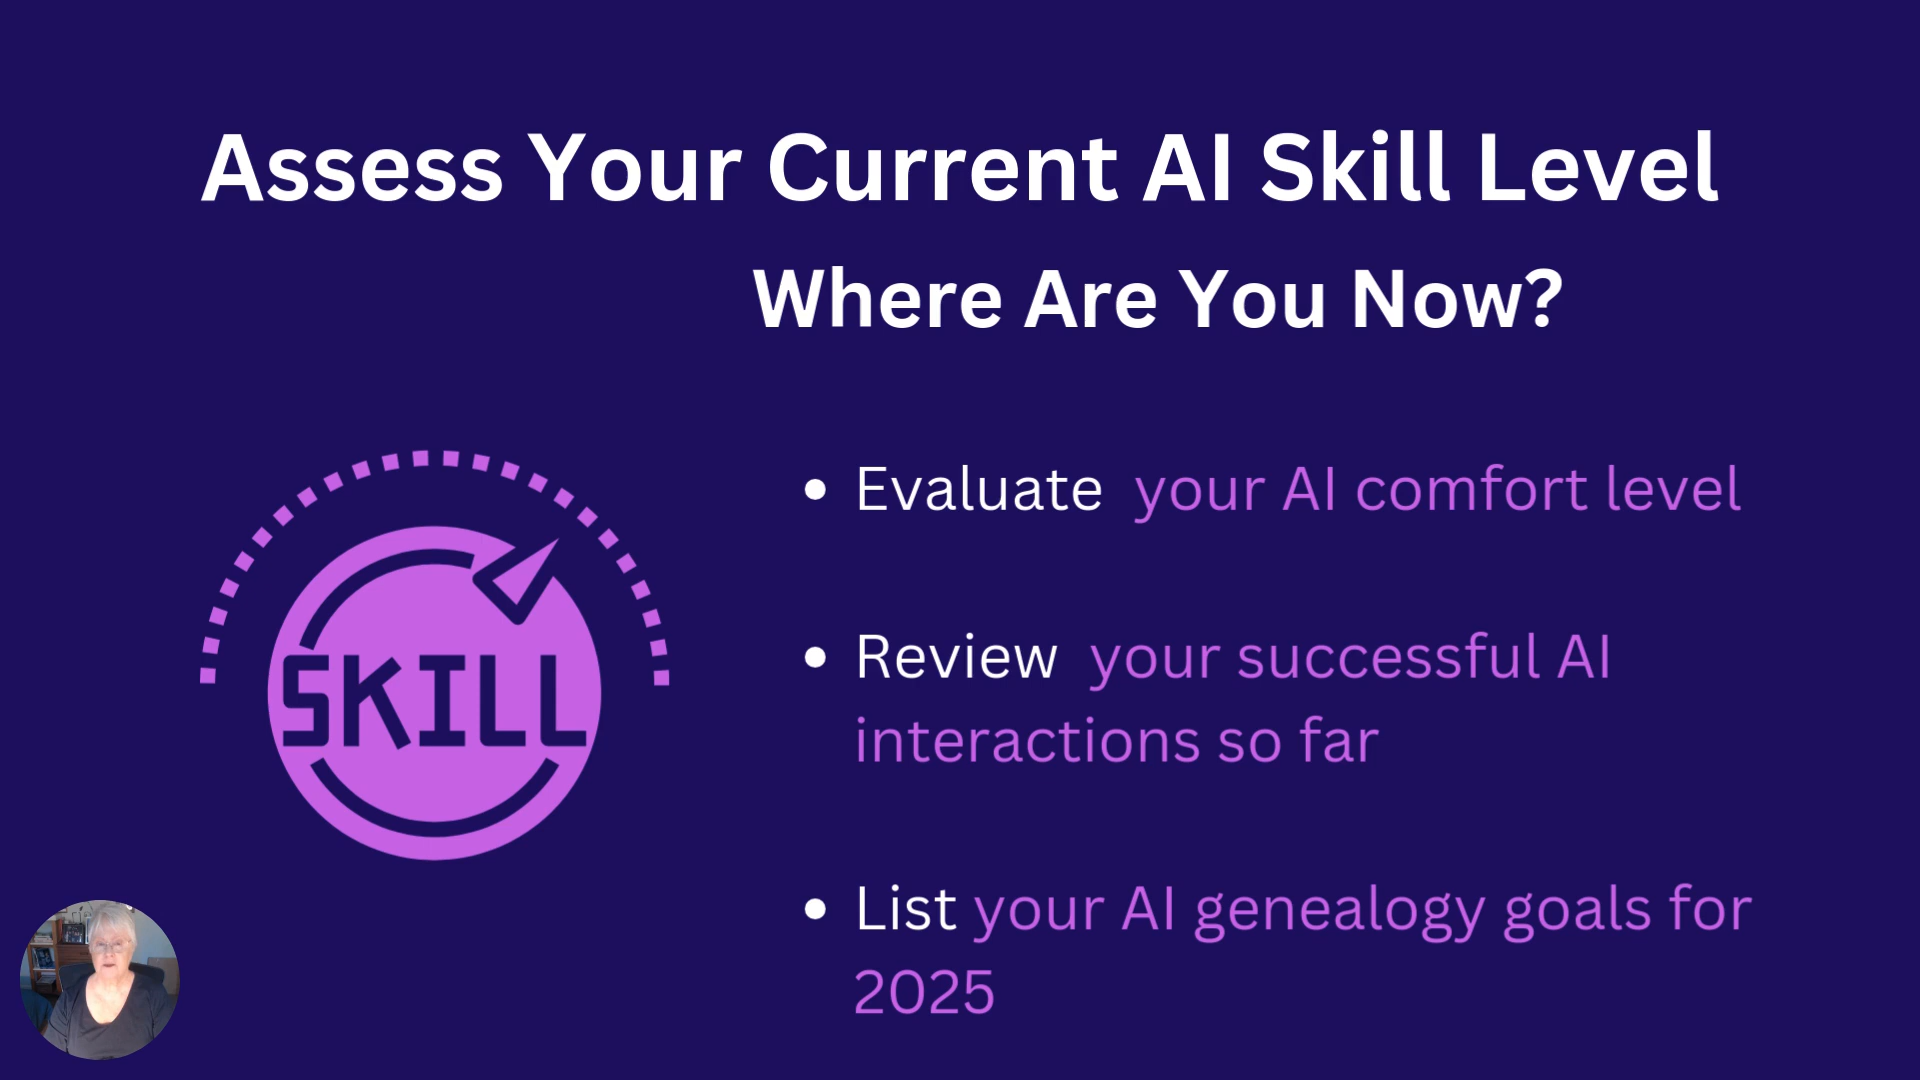 Assess Your Current AI Skill Level
Where Are You Now?
SKILL
• Evaluate your AI comfort level
• Review your successful AI
interactions so far
• List your AI genealogy goals for
2025